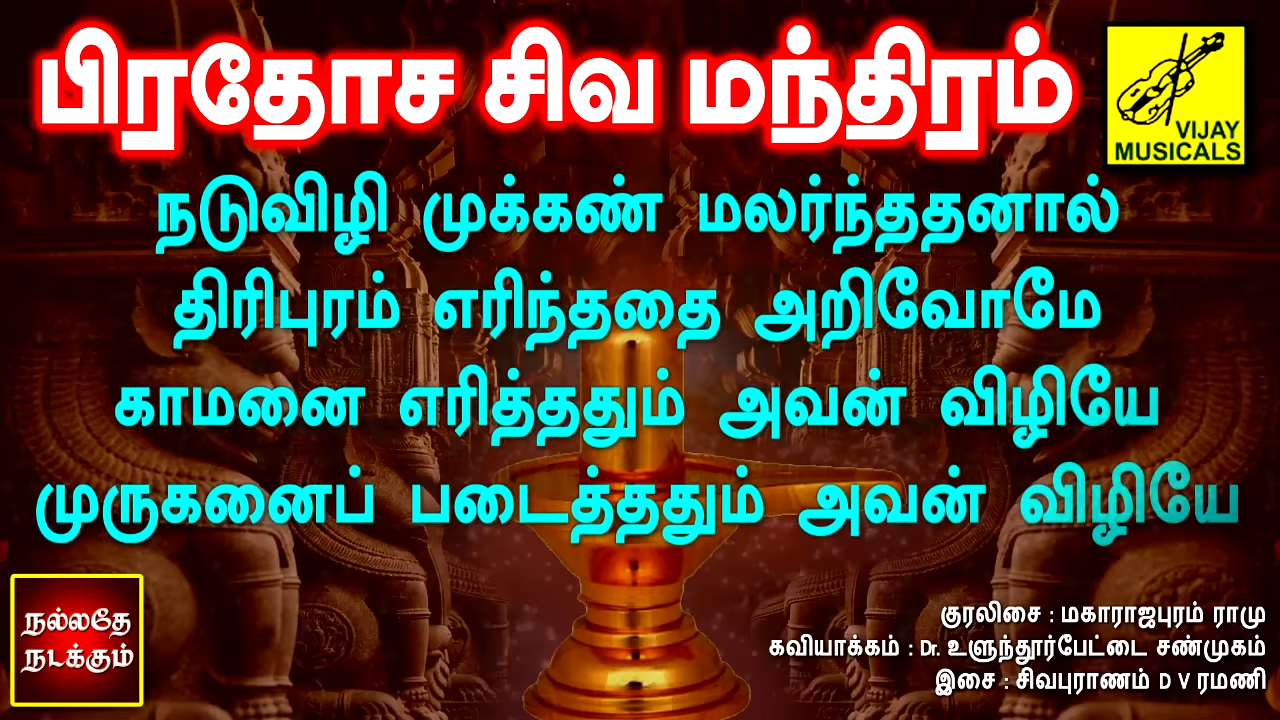 பிரதோச சிவ மந்திரம்
VIJAY
MUSICALS
நடுவிழி முக்கண் மலர்ந்ததனால்
திரிபுரம் எரிந்ததை அறிவோமே
காமனை எரித்ததும் அவன் விழியே
முருகனைப் படைத்ததும் அவன் விழியே
நல்லதே
நடக்கும்
குரலிசை : மகாராஜபுரம் ராமு
கவியாக்கம் : Dr. உளுந்தூர்பேட்டை சண்முகம்
இசை : சிவபுராணம் D V ரமணி